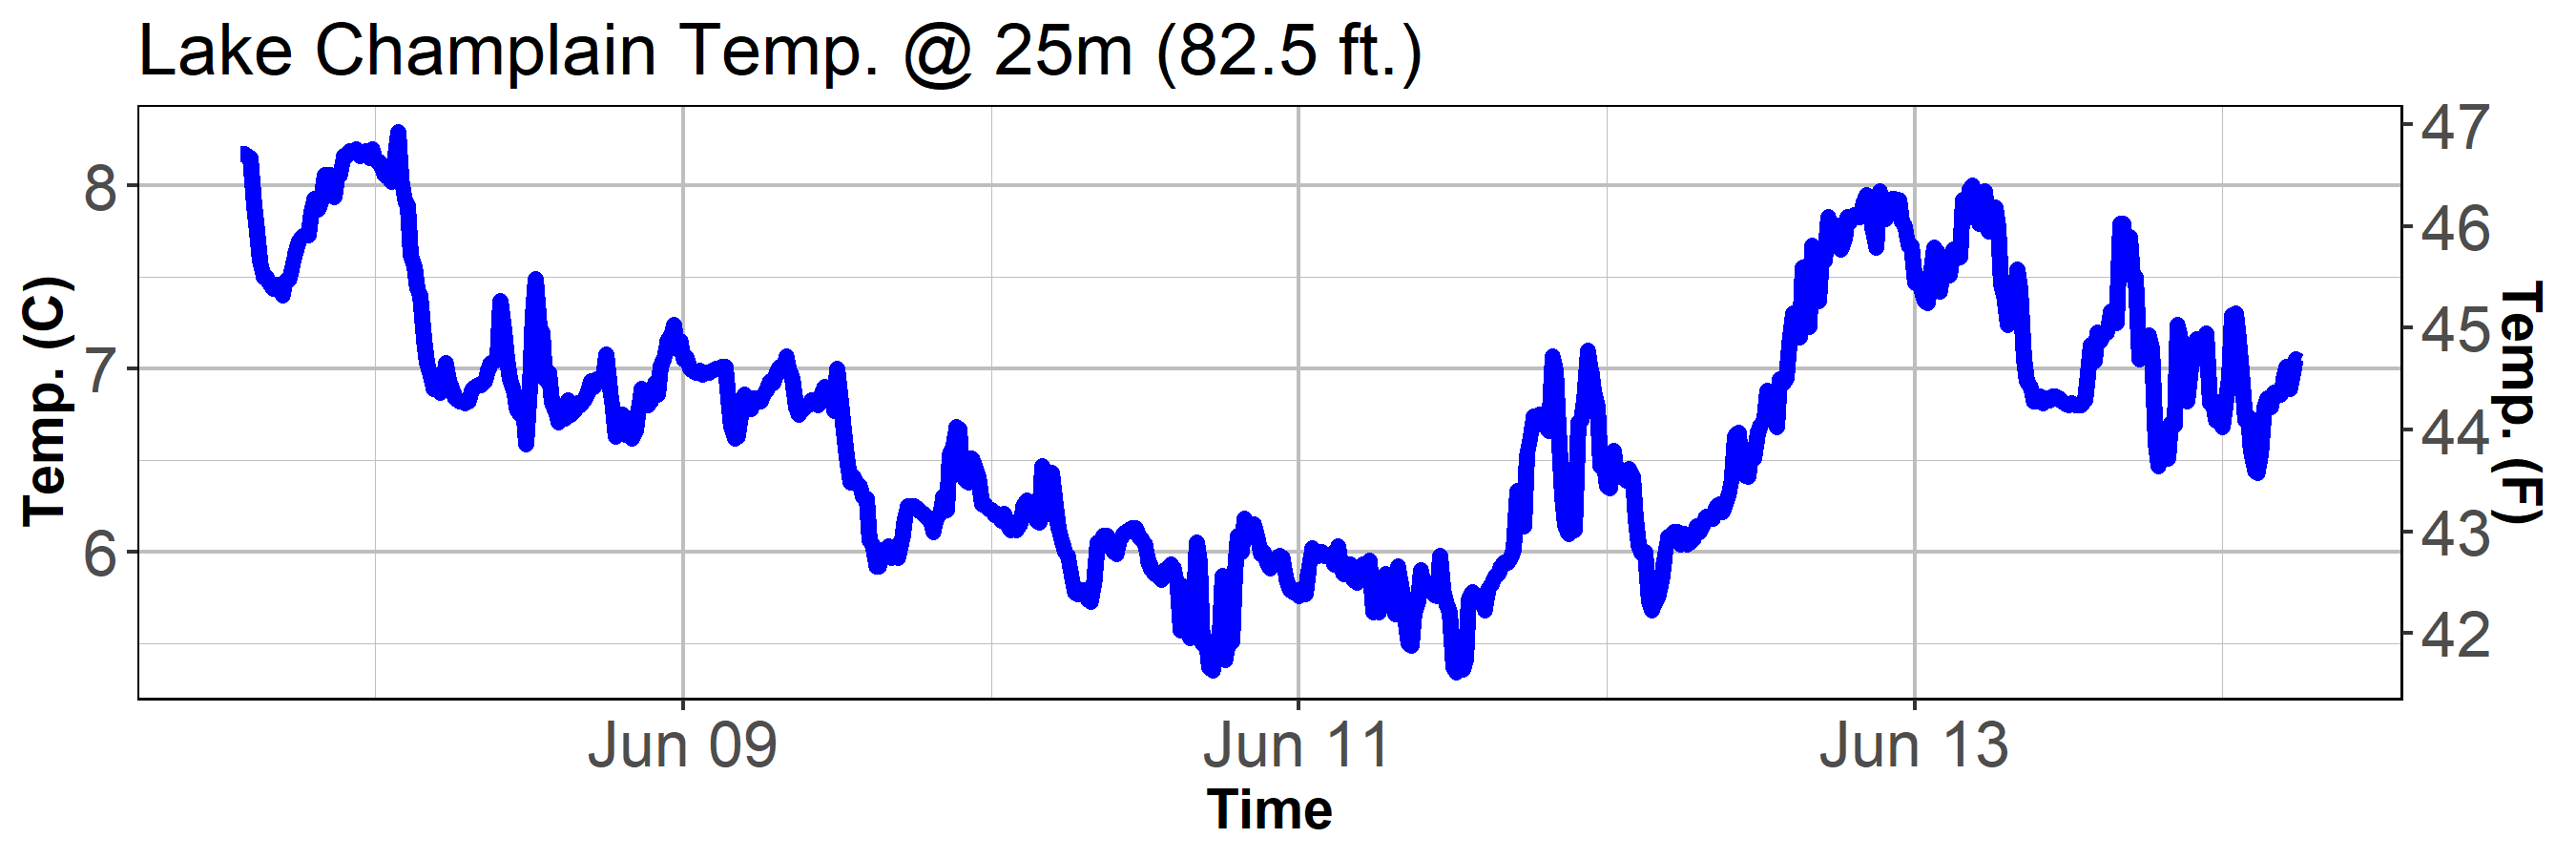 Lake Champlain Temp. @ 25m (82.5 ft.)
Temp. (C)
8
7
6
47
46
45
44
43
42
Temp. (F)
Jun 09 Jun 11 Jun 13
Time